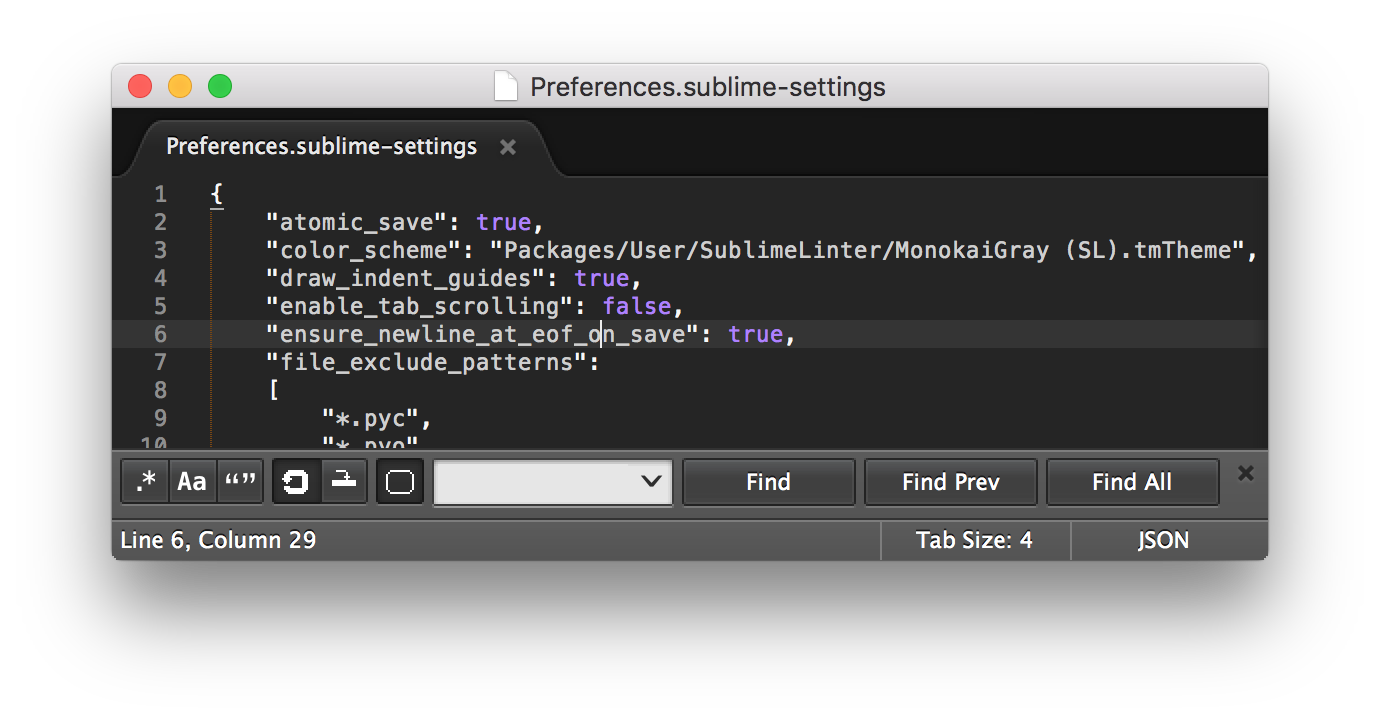 Preferences.sublime-settings
Preferences.sublime-settings
1 {
2 "atomic_save": true,
3 "color_scheme": "Packages/User/SublimeLinter/MonokaiGray (SL).tmTheme",
4 "draw_indent_guides": true,
5 "enable_tab_scrolling": false,
6 "ensure_newline_at_eof_on_save": true,
7 "file_exclude_patterns":
8 [
9 "*.pyc",
10 "*.pyo"
.* Aa “” Find Find Prev Find All
Line 6, Column 29 Tab Size: 4 JSON